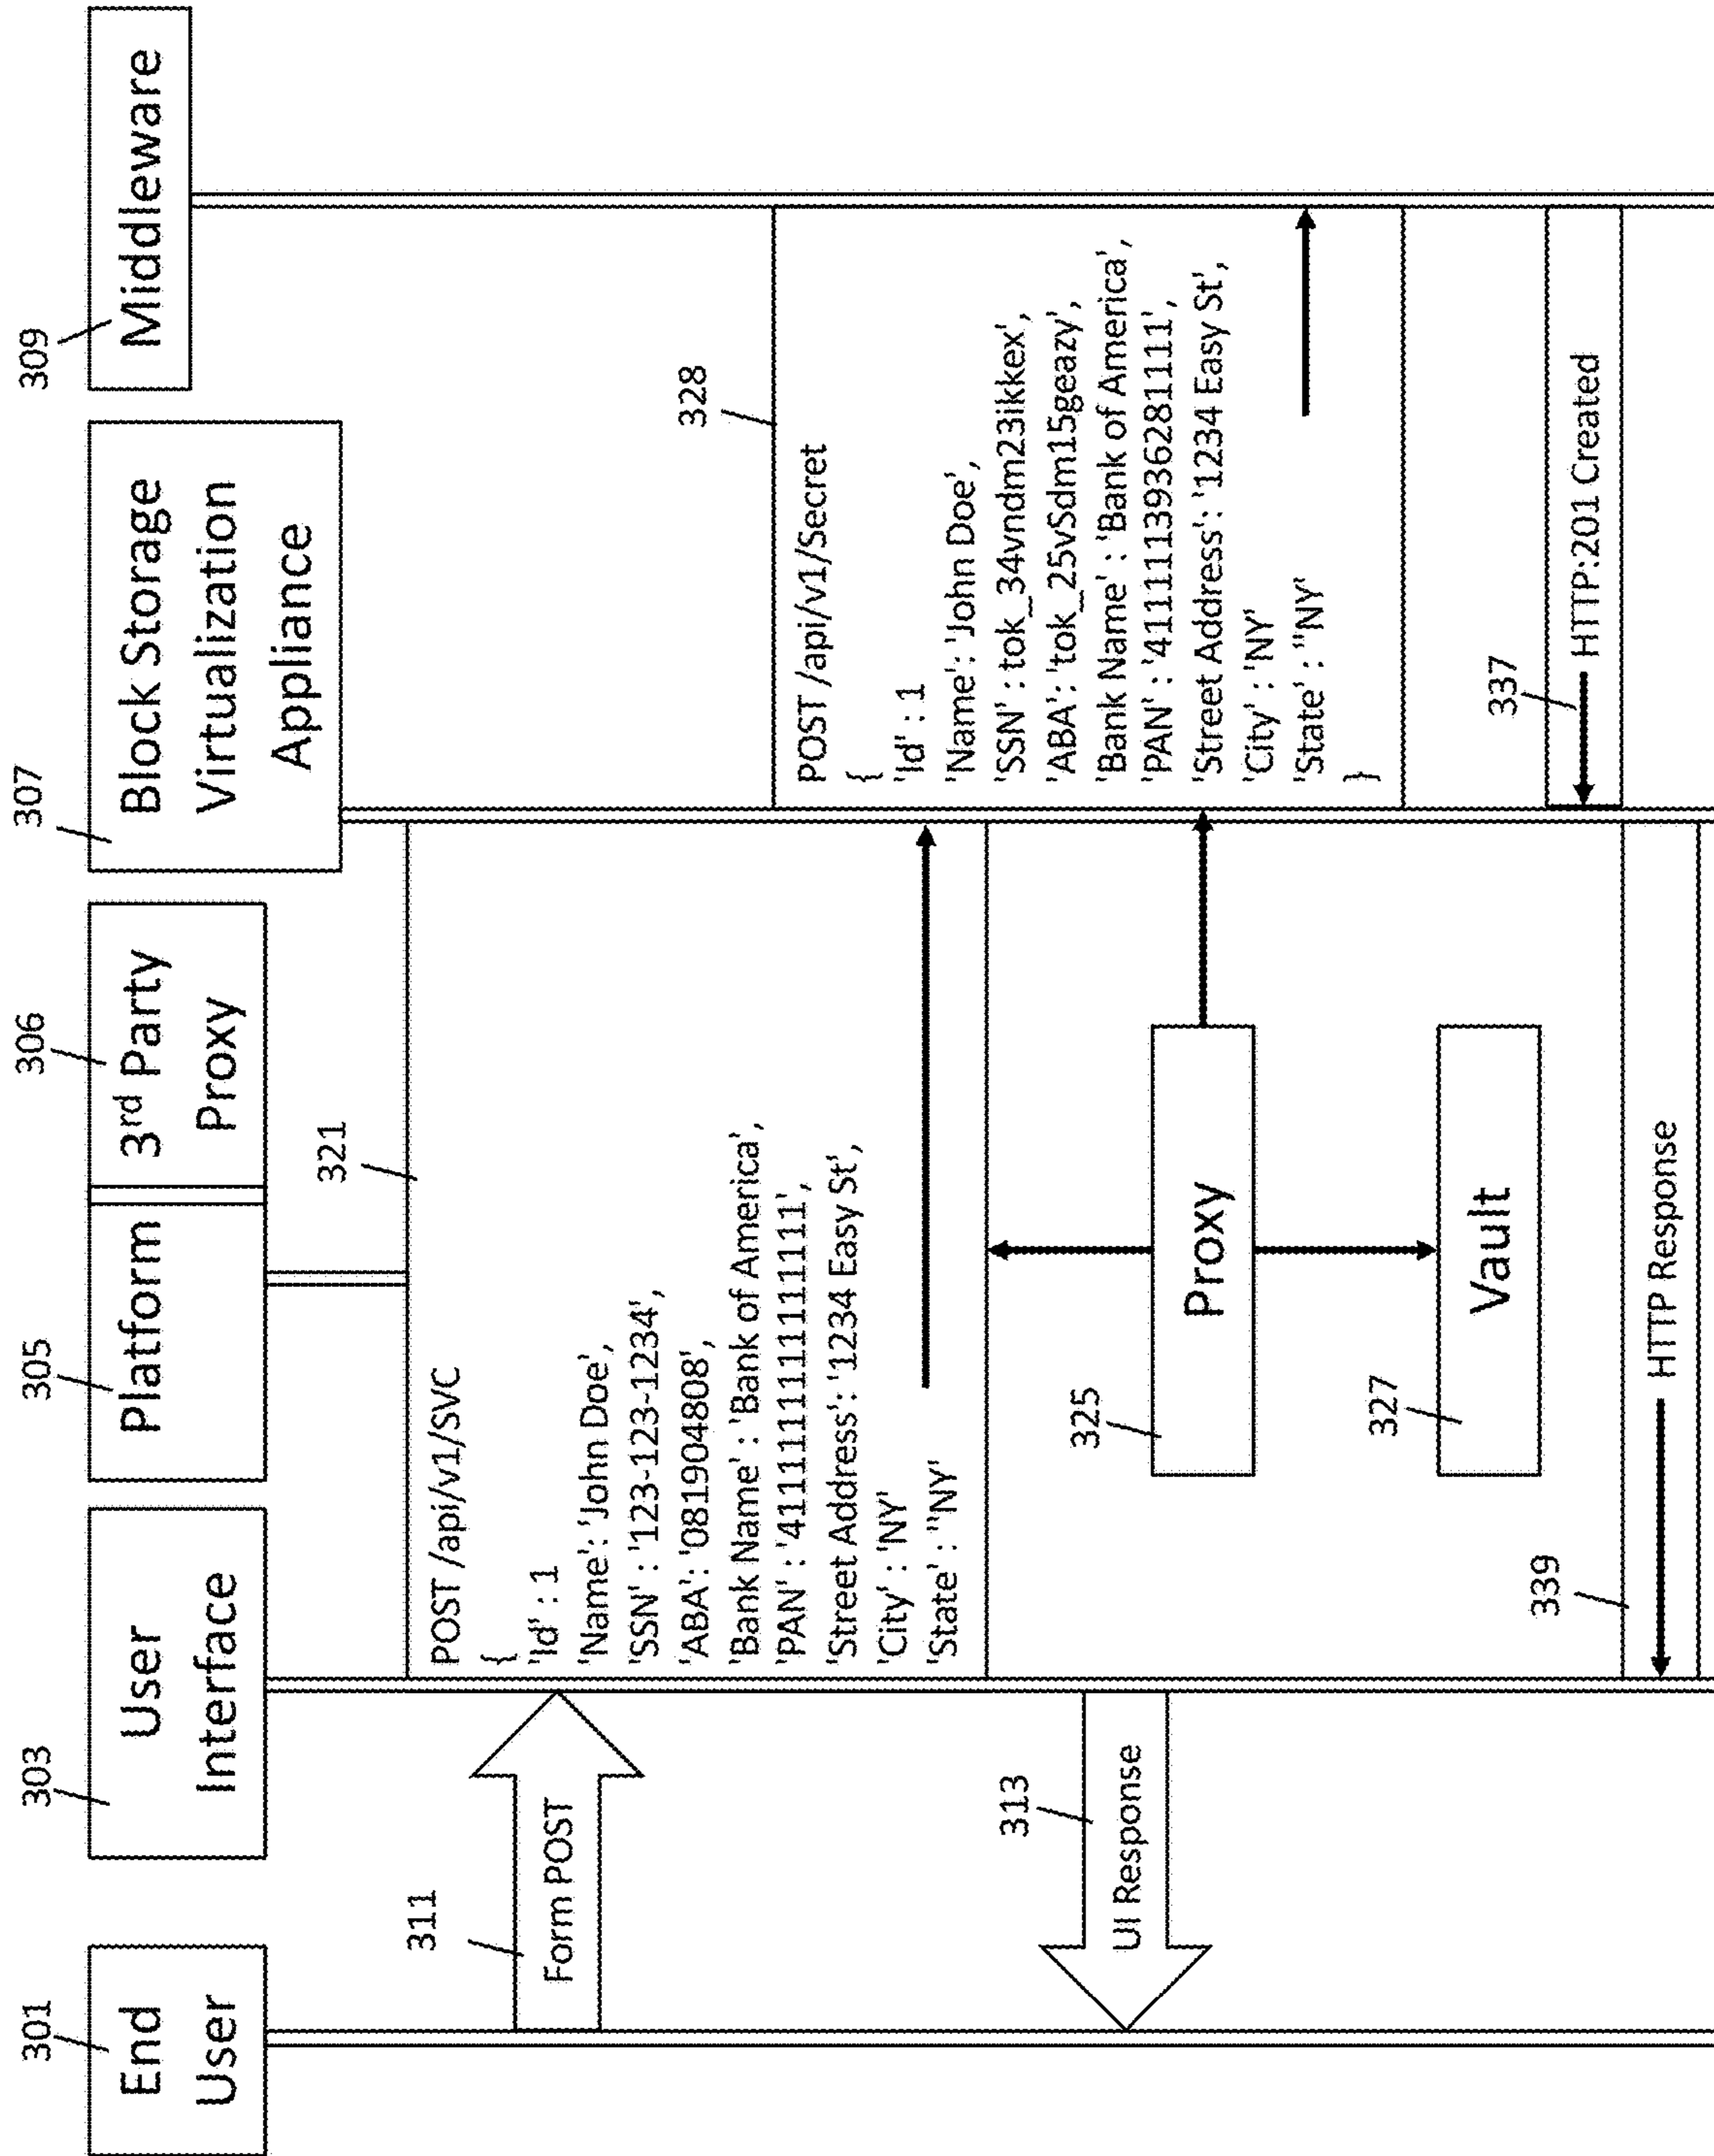 301
End
User
303
User
Interface
305
Platform
306
3rd Party
Proxy
307
Block Storage
Virtualization
Appliance
309
Middleware
311
Form POST
313
UI Response
321
POST /api/v1/SVC
{
'Id' : 1
'Name': 'John Doe',
'SSN' : '123-123-1234',
'ABA': '081904808',
'Bank Name' : 'Bank of America',
'PAN' : '4111111111111111',
'Street Address': '1234 Easy St',
'City' : 'NY'
'State' : "NY'
325
Proxy
327
Vault
328
POST /api/v1/Secret
{
'Id' : 1
'Name': 'John Doe',
'SSN' : tok_34vndm23ikkex',
'ABA': 'tok_25vSdm15geazy',
'Bank Name' : 'Bank of America',
'PAN' : '4111113936281111',
'Street Address': '1234 Easy St',
'City' : 'NY'
'State' : "NY'
}
337
HTTP:201 Created
339
HTTP Response